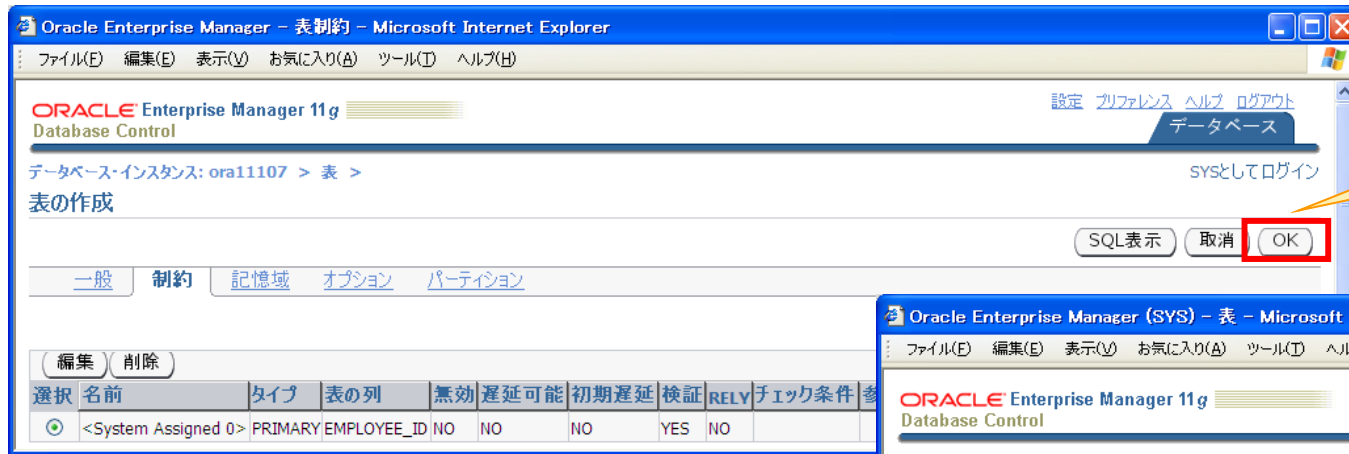 Oracle Enterprise Manager - 表制約 - Microsoft Internet Explorer
ファイル(F) 編集(E) 表示(V) お気に入り(A) ツール(T) ヘルプ(H)
ORACLE Enterprise Manager 11g
Database Control
設定 プリファレンス ヘルプ ログアウト
データベース
データベース・インスタンス: ora11107 > 表 >
SYSとしてログイン
表の作成
SQL表示 取消 OK
一般 制約 記憶域 オプション パーティション
編集 削除
選択 名前 タイプ 表の列 無効 遅延可能 初期遅延 検証 RELY チェック条件 参
<System Assigned 0> PRIMARY EMPLOYEE_ID NO NO NO YES NO
Oracle Enterprise Manager (SYS) - 表 - Microsoft
ファイル(F) 編集(E) 表示(V) お気に入り(A) ツール(T) ヘル
ORACLE Enterprise Manager 11g
Database Control